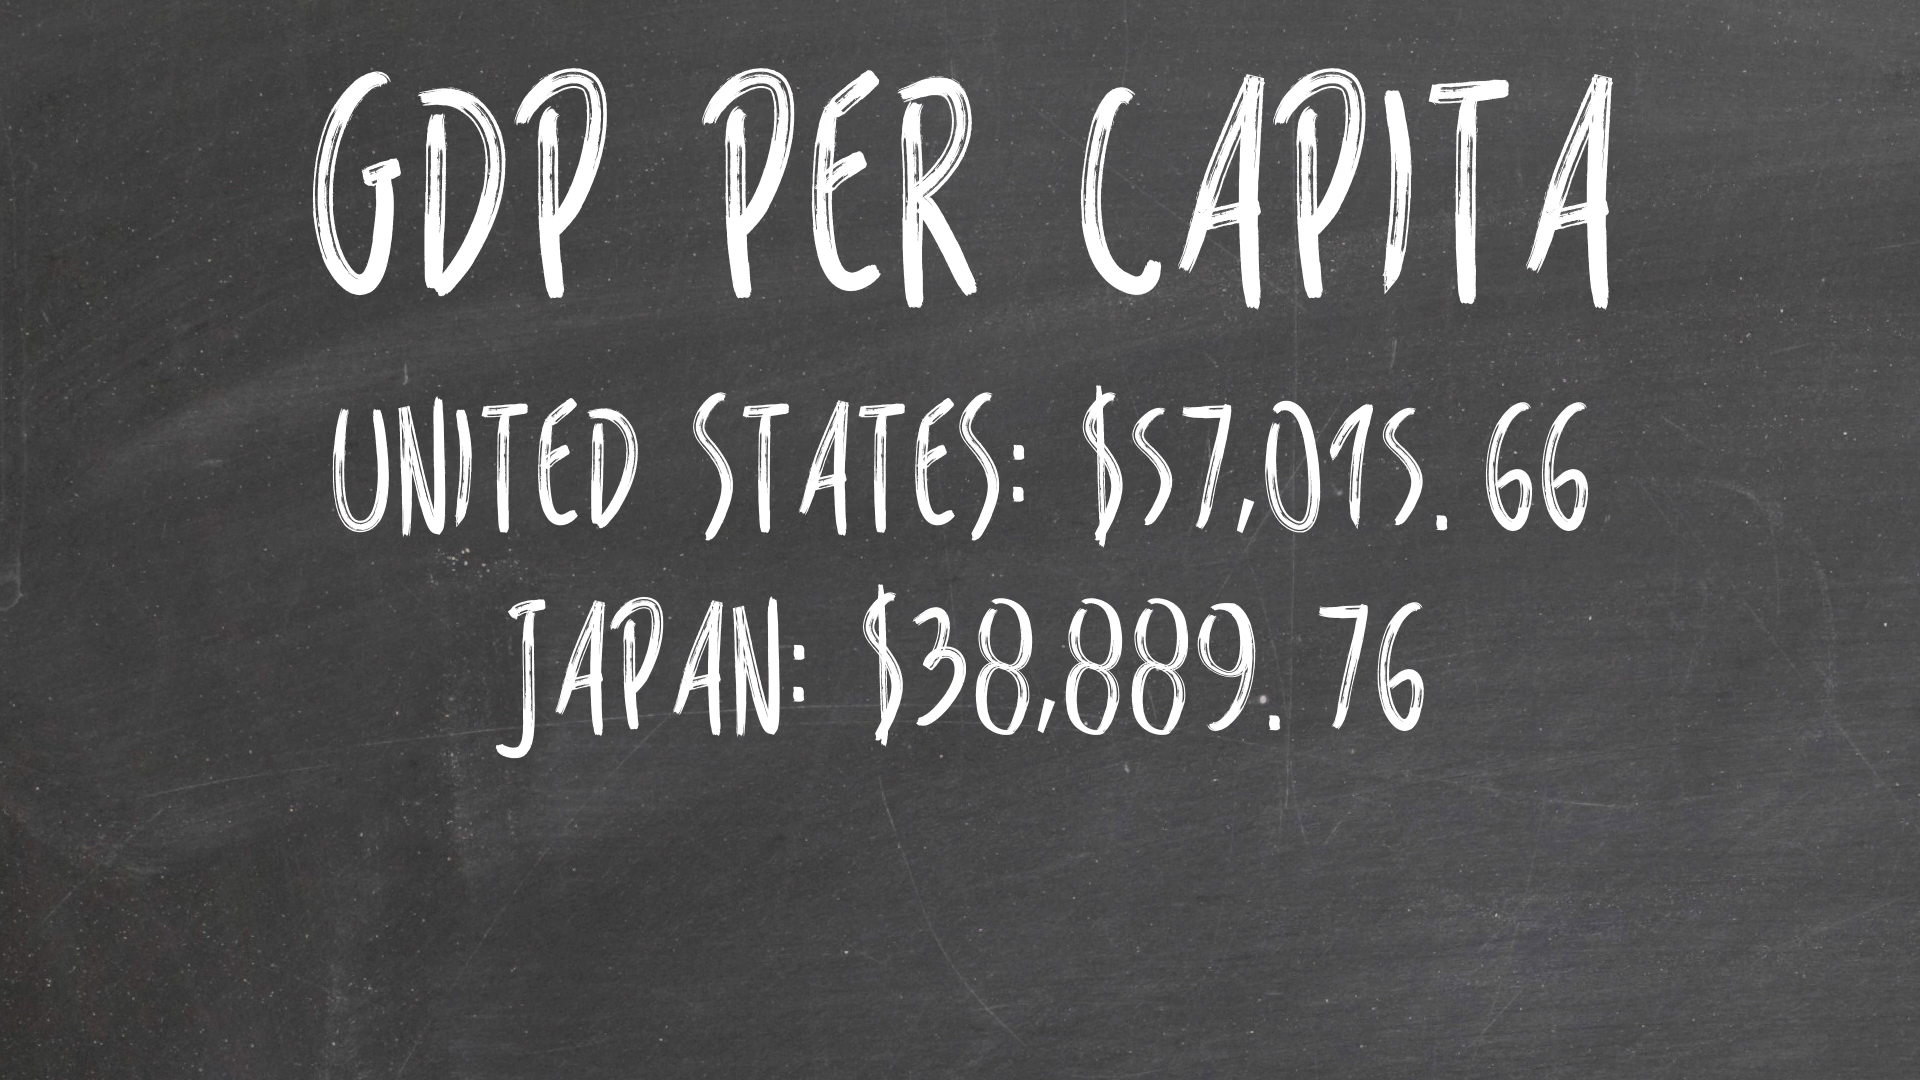 GDP PER CAPITA
UNITED STATES: $57,015.66
JAPAN: $38,889.76